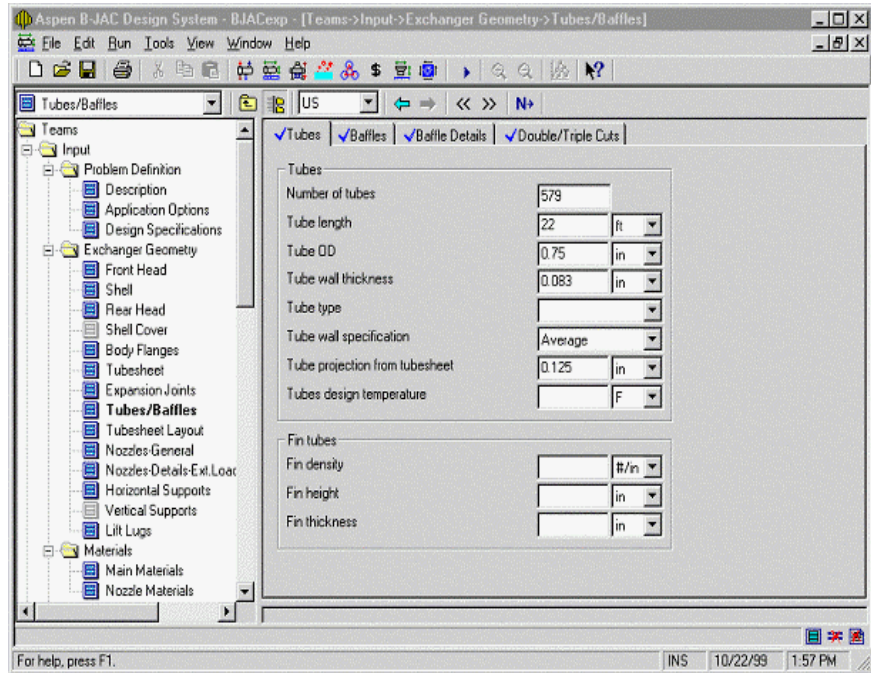 Aspen B-JAC Design System - BJACexp - [Teams->Input->Exchanger Geometry->Tubes/Baffles]
File Edit Run Tools View Window Help
Tubes/Baffles
US
N
Teams
Input
Problem Definition
Description
Application Options
Design Specifications
Exchanger Geometry
Front Head
Shell
Rear Head
Shell Cover
Body Flanges
Tubesheet
Expansion Joints
Tubes/Baffles
Tubesheet Layout
Nozzles-General
Nozzles-Details-Ext.Loac
Horizontal Supports
Vertical Supports
Lift Lugs
Materials
Main Materials
Nozzle Materials
Tubes
Baffles
Baffle Details
Double/Triple Cuts
Tubes
Number of tubes 579
Tube length 22 ft
Tube OD 0.75 in
Tube wall thickness 0.083 in
Tube type
Tube wall specification Average
Tube projection from tubesheet 0.125 in
Tubes design temperature F
Fin tubes
Fin density #/in
Fin height in
Fin thickness in
For help, press F1.
INS 10/22/99 1:57 PM